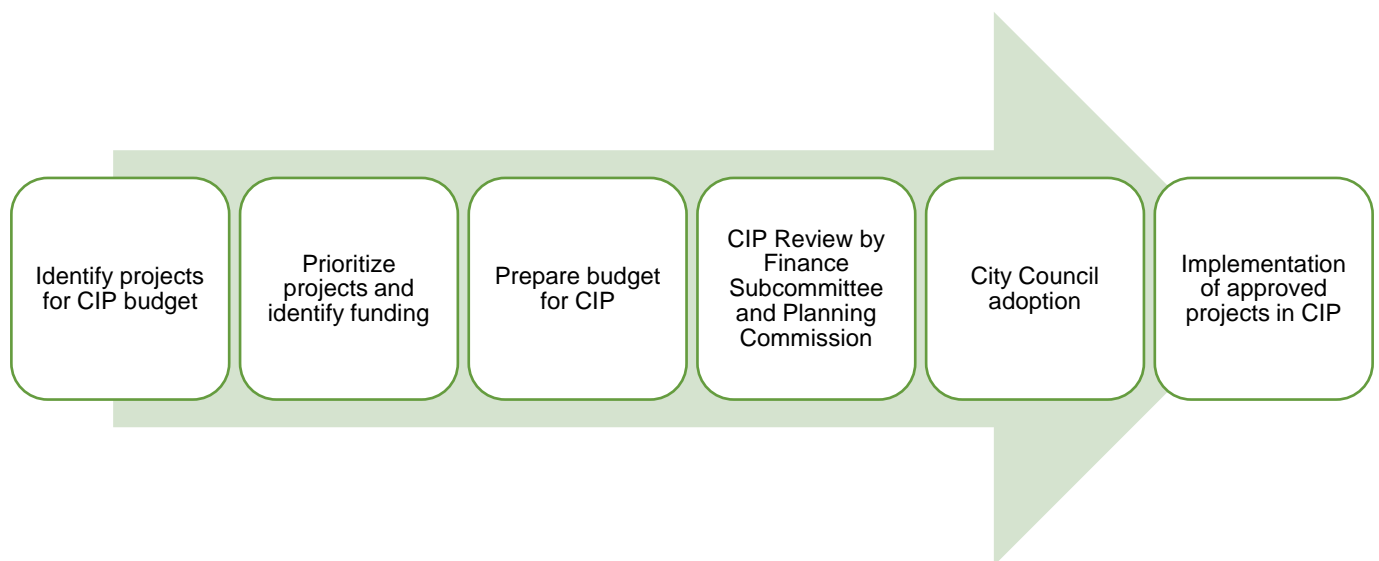 Identify projects
for CIP budget
Prioritize
projects and
identify funding
Prepare budget
for CIP
CIP Review by
Finance
Subcommittee
and Planning
Commission
City Council
adoption
Implementation
of approved
projects in CIP